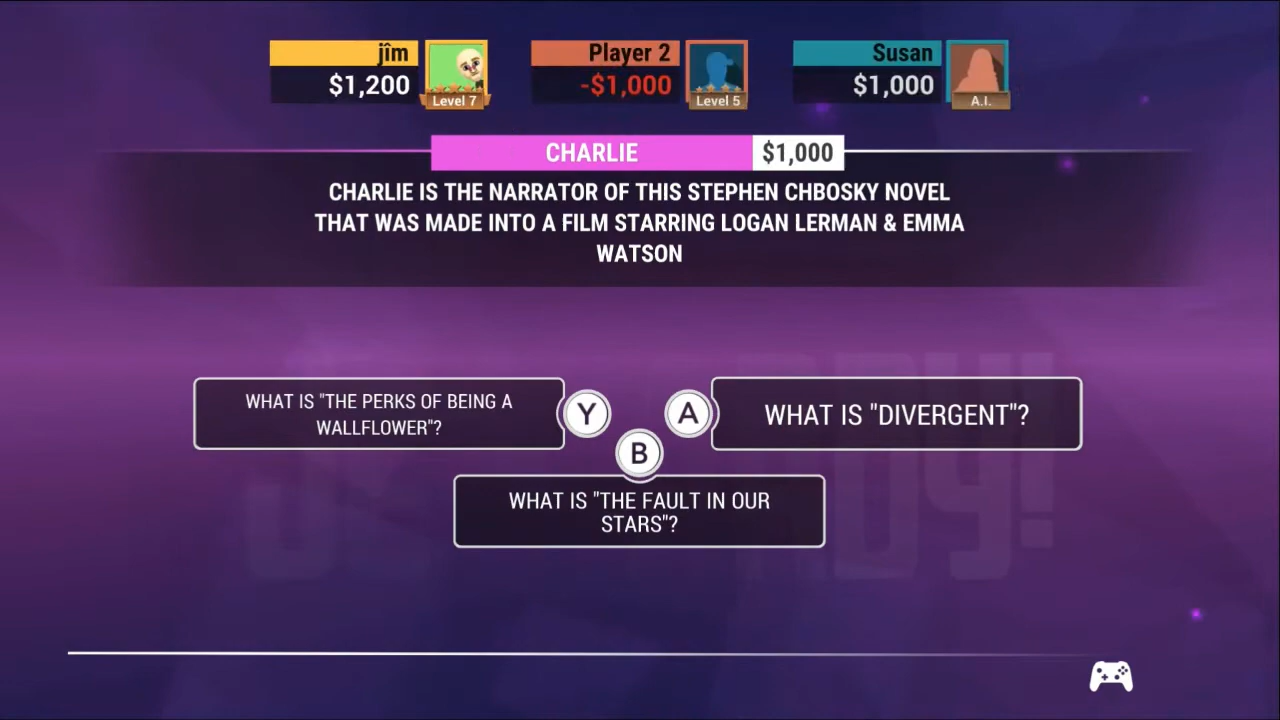 jîm
$1,200
Level 7
Player 2
-$1,000
Level 5
Susan
$1,000
A.I.
CHARLIE
$1,000
CHARLIE IS THE NARRATOR OF THIS STEPHEN CHBOSKY NOVEL
THAT WAS MADE INTO A FILM STARRING LOGAN LERMAN & EMMA
WATSON
WHAT IS "THE PERKS OF BEING A
WALLFLOWER"?
Y
A
WHAT IS "DIVERGENT"?
B
WHAT IS "THE FAULT IN OUR
STARS"?
JEOPARDY!